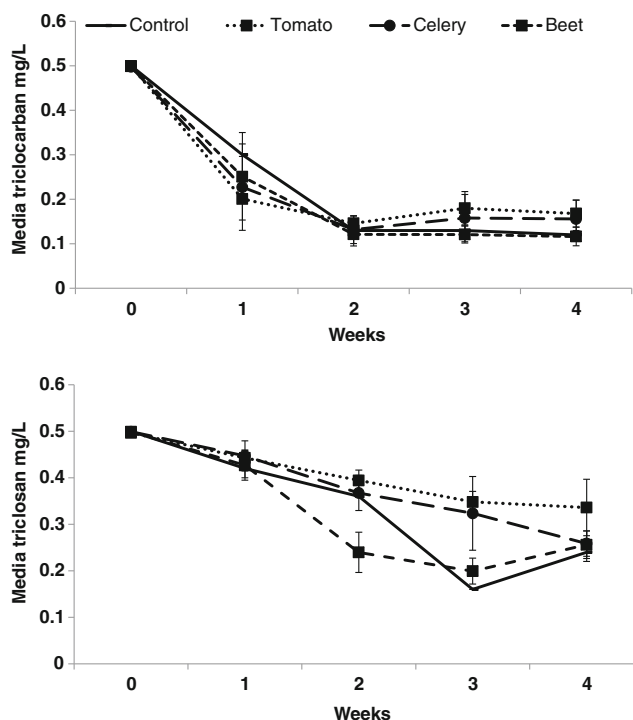 Control Tomato Celery Beet
Media triclocarban mg/L
0.6
0.5
0.4
0.3
0.2
0.1
0
0 1 2 3 4
Weeks
Media triclosan mg/L
0.6
0.5
0.4
0.3
0.2
0.1
0
0 1 2 3 4
Weeks